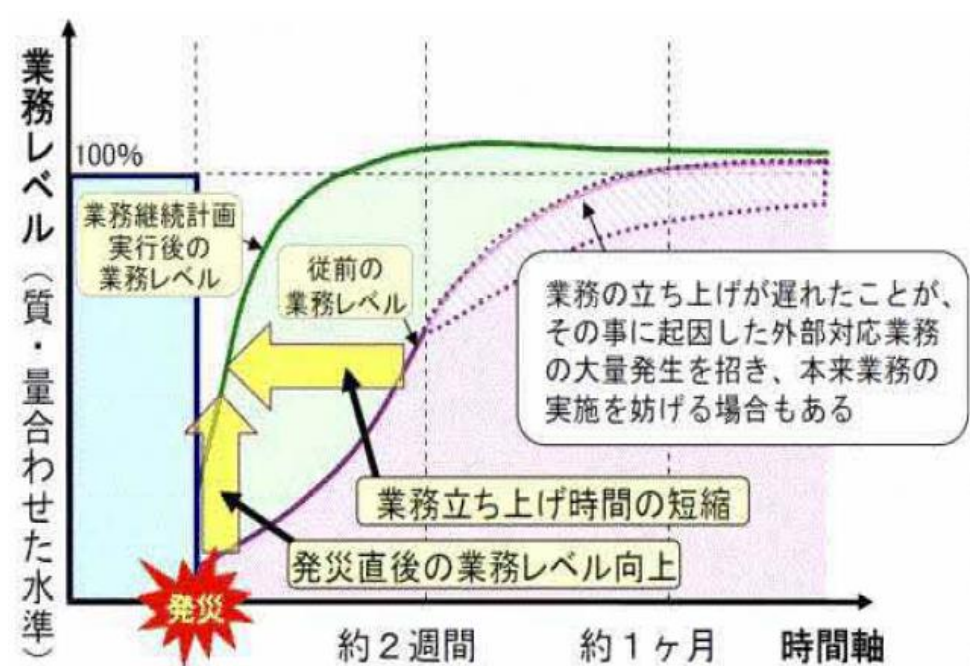 業務レベル（質・量合わせた水準）
100%
業務継続計画
実行後の
業務レベル
従前の
業務レベル
業務の立ち上げが遅れたことが、
その事に起因した外部対応業務
の大量発生を招き、本来業務の
実施を妨げる場合もある
業務立ち上げ時間の短縮
発災直後の業務レベル向上
発災
約２週間
約１ヶ月
時間軸